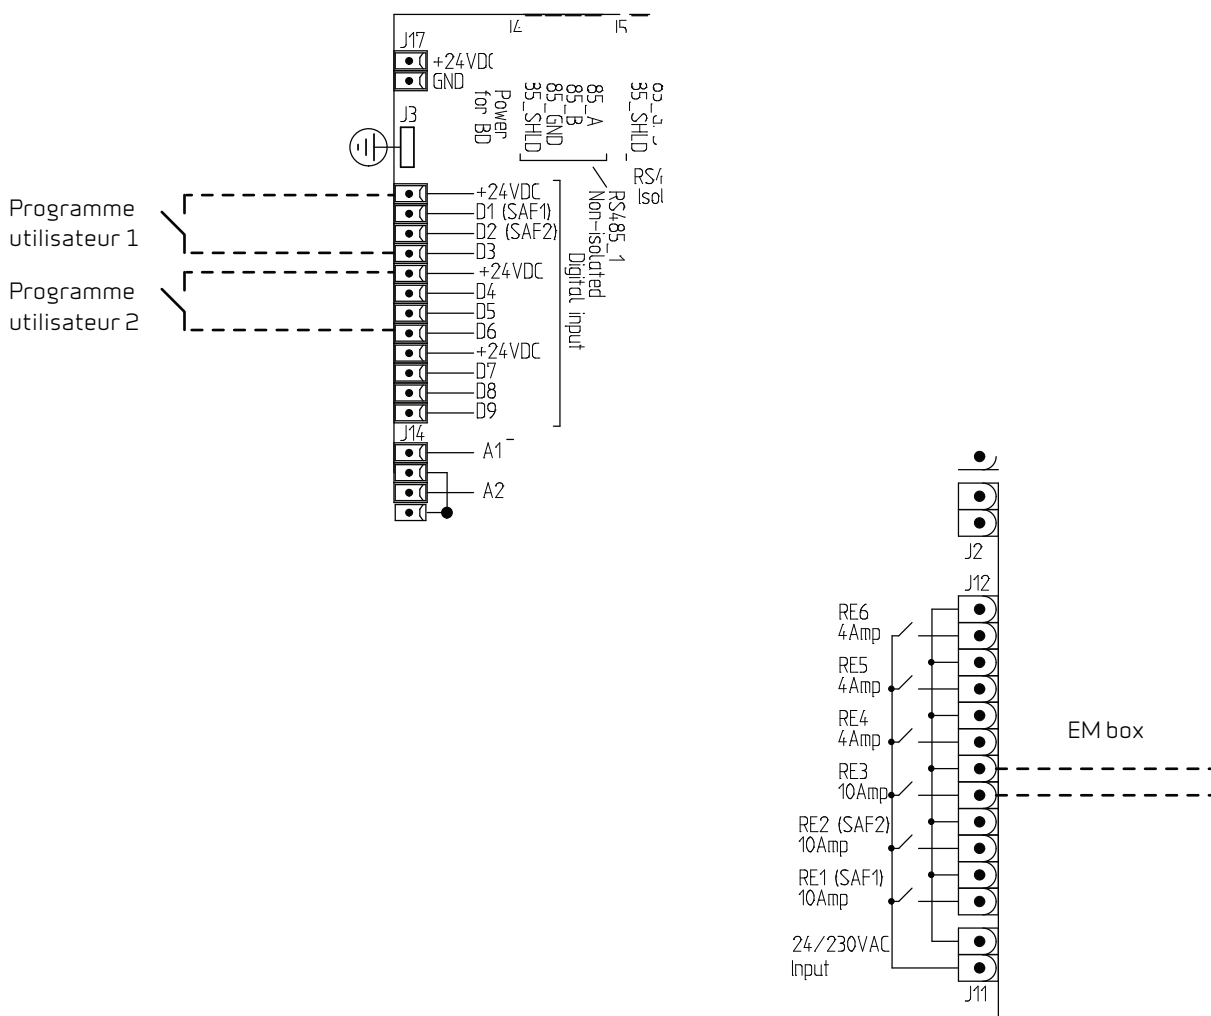 J4 J5
J17
+24VDC
GND
J3
Power
for BD
85_SHLD
85_GND
85_B
85_A
RS485_1
Non-isolated
Programme
utilisateur 1
Programme
utilisateur 2
+24VDC
D1 (SAF1)
D2 (SAF2)
D3
+24VDC
D4
D5
D6
+24VDC
D7
D8
D9
Digital input
J14
A1
A2
J2
J12
RE6
4Amp
RE5
4Amp
RE4
4Amp
RE3
10Amp
RE2 (SAF2)
10Amp
RE1 (SAF1)
10Amp
24/230VAC
Input
J11
EM box